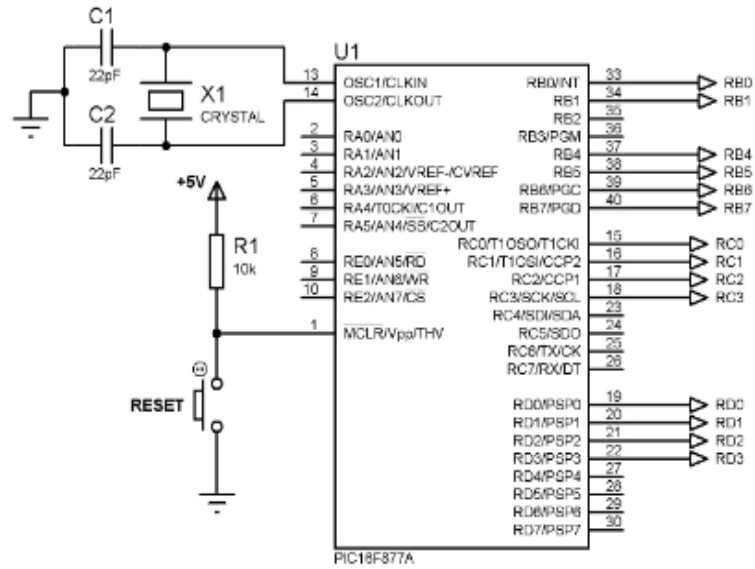 C1
22pF
X1
CRYSTAL
C2
22pF
+5V
R1
10k
RESET
U1
13 OSC1/CLKIN
14 OSC2/CLKOUT
2 RA0/AN0
3 RA1/AN1
4 RA2/AN2/VREF-/CVREF
5 RA3/AN3/VREF+
6 RA4/T0CKI/C1OUT
7 RA5/AN4/SS/C2OUT
8 RE0/AN5/RD
9 RE1/AN6/WR
10 RE2/AN7/CS
1 MCLR/Vpp/THV
RB0/INT 33 RB0
RB1 34 RB1
RB2 35
RB3/PGM 36
RB4 37 RB4
RB5 38 RB5
RB6/PGC 39 RB6
RB7/PGD 40 RB7
RC0/T1OSO/T1CKI 15 RC0
RC1/T1OSI/CCP2 16 RC1
RC2/CCP1 17 RC2
RC3/SCK/SCL 18 RC3
RC4/SDI/SDA 23
RC5/SDO 24
RC6/TX/CK 25
RC7/RX/DT 26
RD0/PSP0 19 RD0
RD1/PSP1 20 RD1
RD2/PSP2 21 RD2
RD3/PSP3 22 RD3
RD4/PSP4 27
RD5/PSP5 28
RD6/PSP6 29
RD7/PSP7 30
PIC16F877A